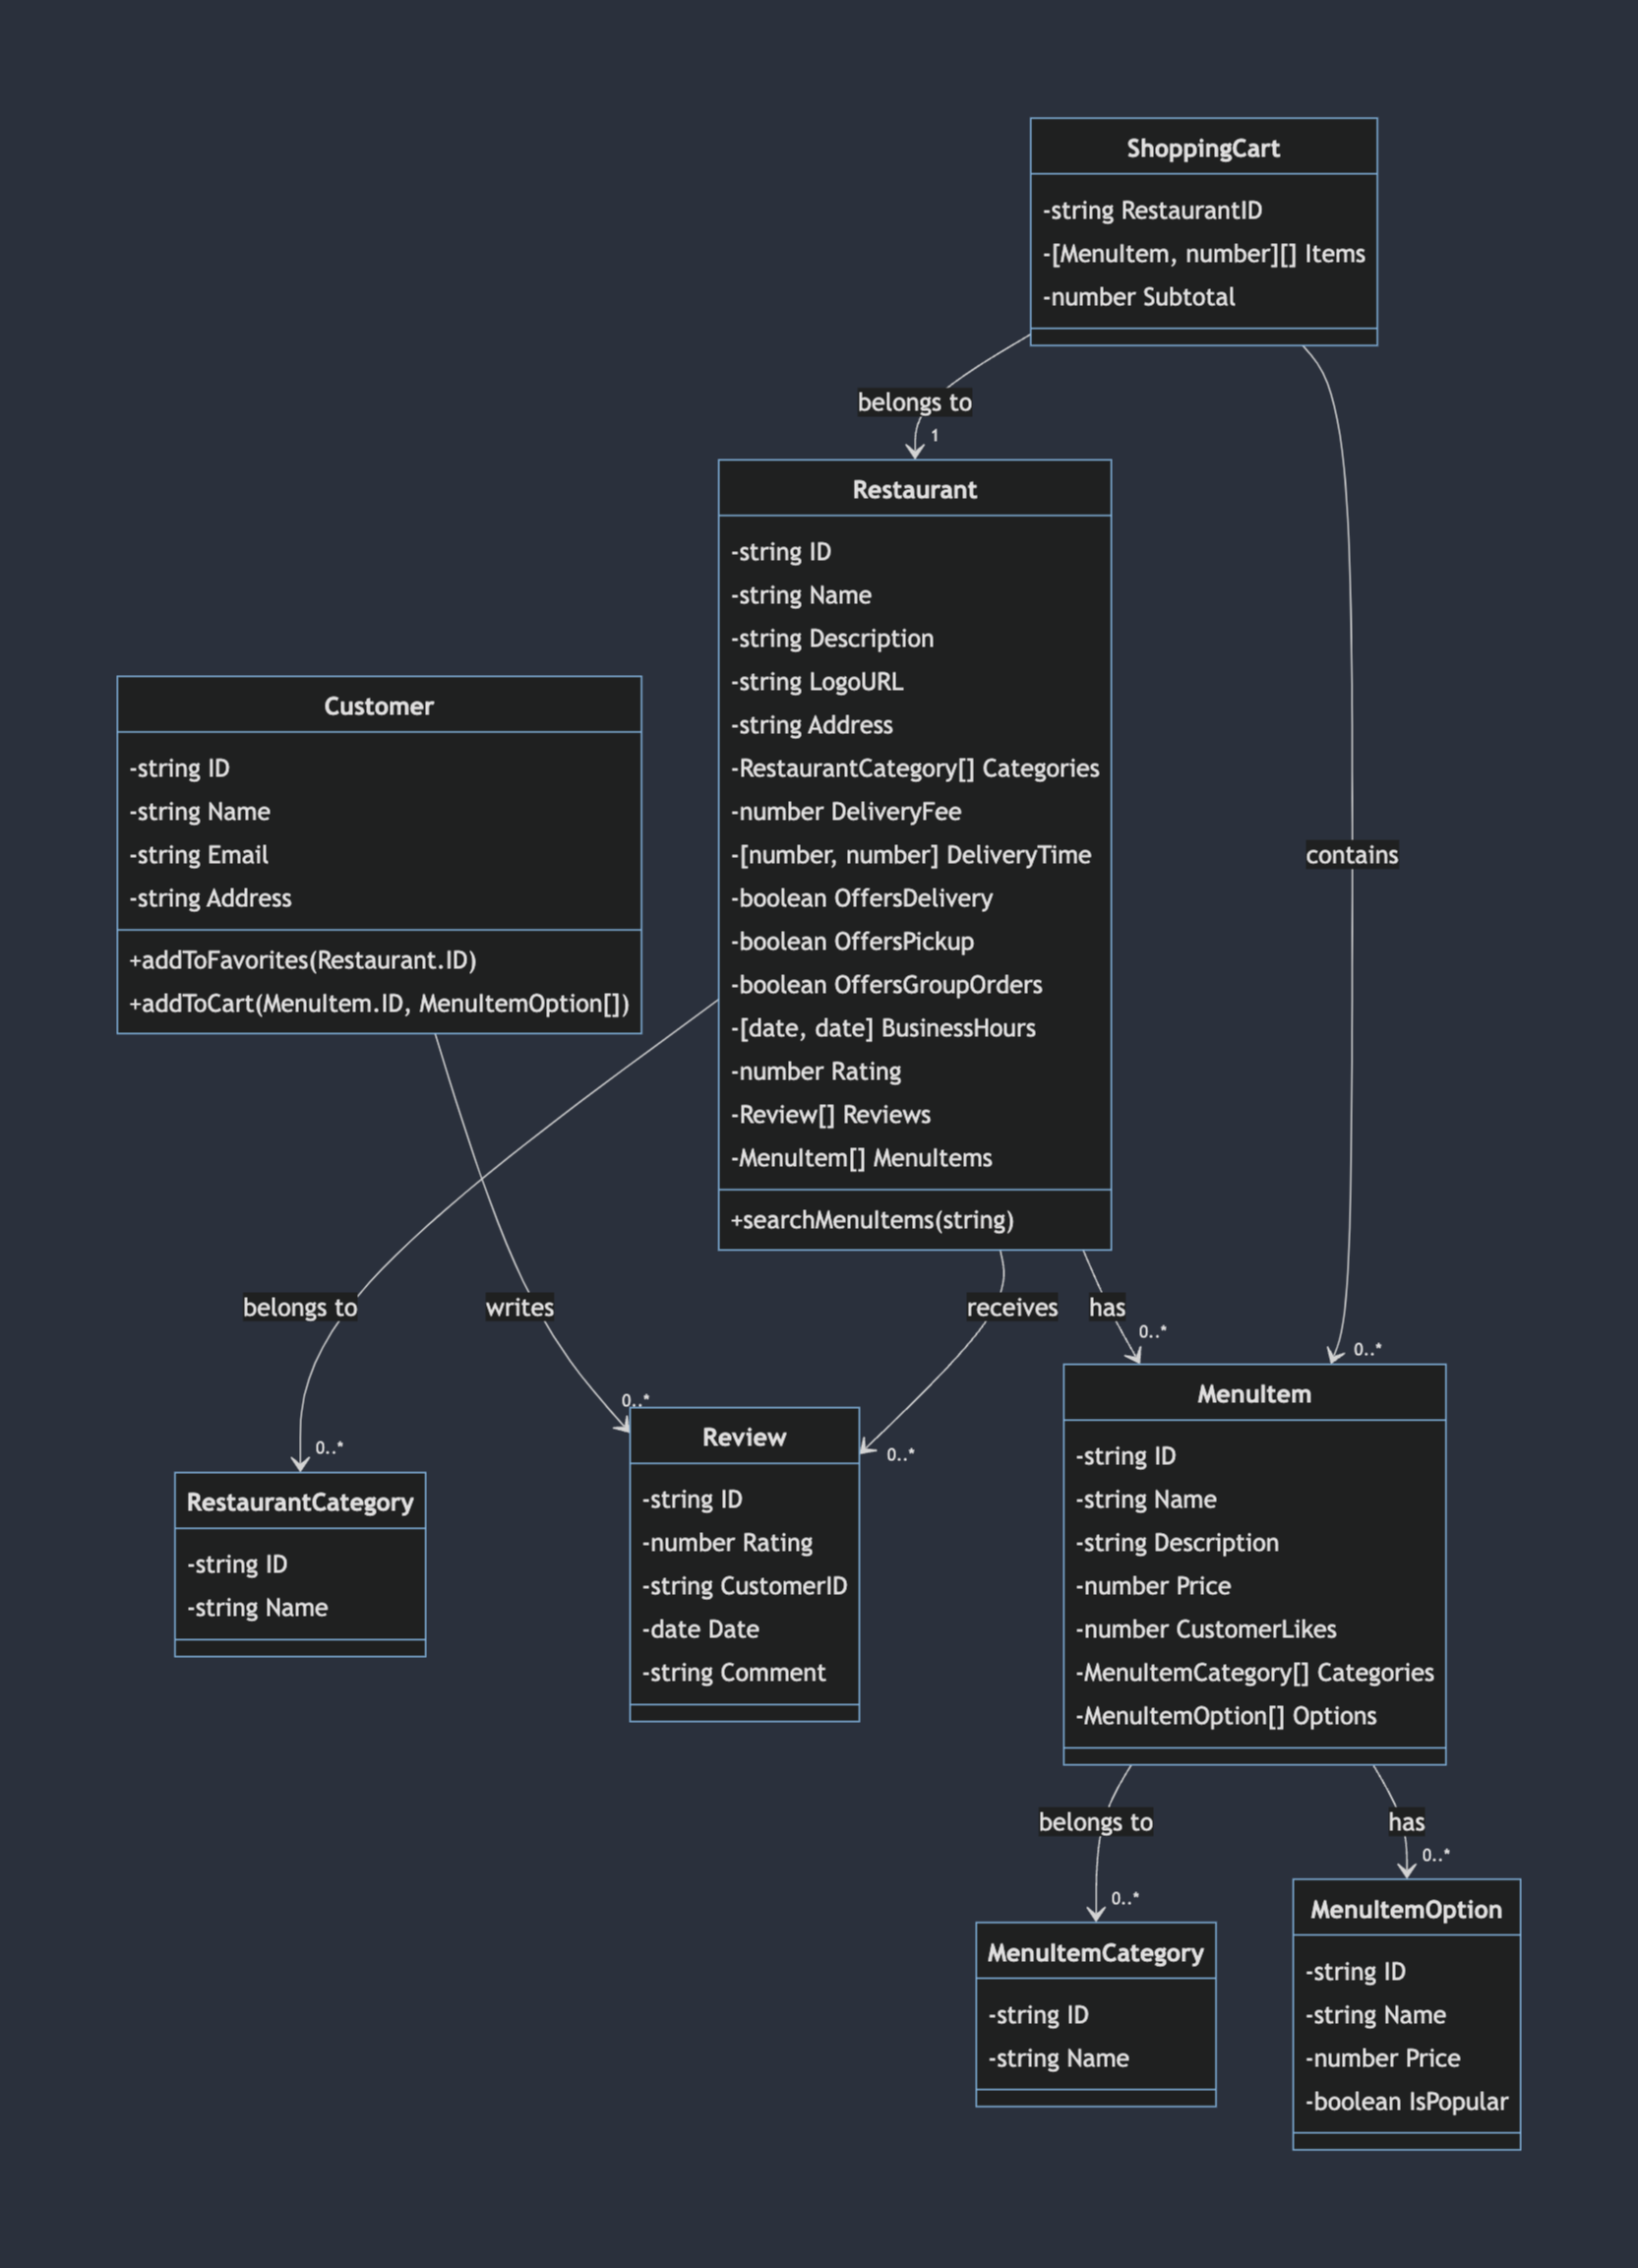 ShoppingCart
-string RestaurantID
-[MenuItem, number][] Items
-number Subtotal
belongs to
1
Restaurant
-string ID
-string Name
-string Description
-string LogoURL
-string Address
-RestaurantCategory[] Categories
-number DeliveryFee
-[number, number] DeliveryTime
-boolean OffersDelivery
-boolean OffersPickup
-boolean OffersGroupOrders
-[date, date] BusinessHours
-number Rating
-Review[] Reviews
-MenuItem[] MenuItems
+searchMenuItems(string)
Customer
-string ID
-string Name
-string Email
-string Address
+addToFavorites(Restaurant.ID)
+addToCart(MenuItem.ID, MenuItemOption[])
contains
belongs to
writes
receives
has
0..*
0..*
0..*
0..*
0..*
RestaurantCategory
-string ID
-string Name
Review
-string ID
-number Rating
-string CustomerID
-date Date
-string Comment
MenuItem
-string ID
-string Name
-string Description
-number Price
-number CustomerLikes
-MenuItemCategory[] Categories
-MenuItemOption[] Options
belongs to
has
0..*
0..*
MenuItemCategory
-string ID
-string Name
MenuItemOption
-string ID
-string Name
-number Price
-boolean IsPopular